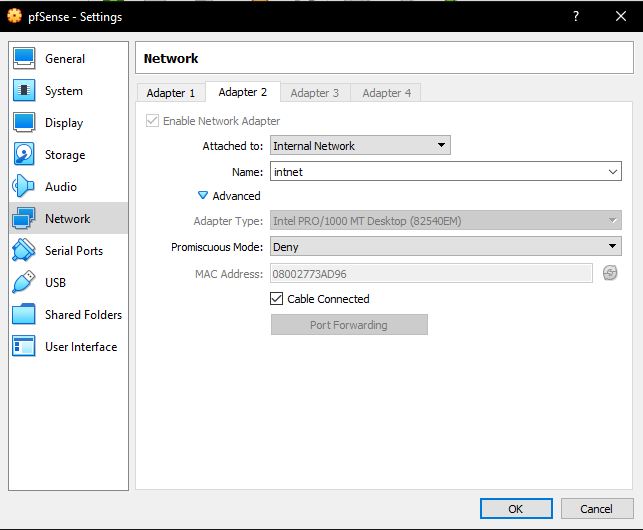 pfSense - Settings
?
General
System
Display
Storage
Audio
Network
Serial Ports
USB
Shared Folders
User Interface
Network
Adapter 1 Adapter 2 Adapter 3 Adapter 4
Enable Network Adapter
Attached to: Internal Network
Name: intnet
Advanced
Adapter Type: Intel PRO/1000 MT Desktop (82540EM)
Promiscuous Mode: Deny
MAC Address: 08002773AD96
Cable Connected
Port Forwarding
OK Cancel